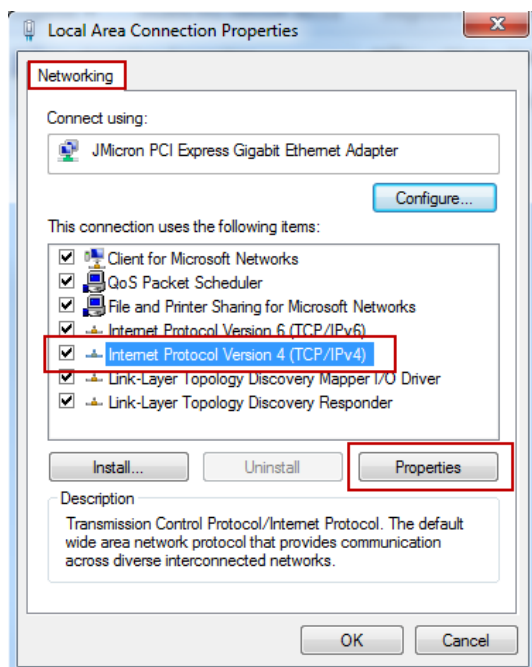 Local Area Connection Properties
Networking
Connect using:
JMicron PCI Express Gigabit Ethernet Adapter
Configure...
This connection uses the following items:
Client for Microsoft Networks
QoS Packet Scheduler
File and Printer Sharing for Microsoft Networks
Internet Protocol Version 6 (TCP/IPv6)
Internet Protocol Version 4 (TCP/IPv4)
Link-Layer Topology Discovery Mapper I/O Driver
Link-Layer Topology Discovery Responder
Install... Uninstall Properties
Description
Transmission Control Protocol/Internet Protocol. The default
wide area network protocol that provides communication
across diverse interconnected networks.
OK Cancel